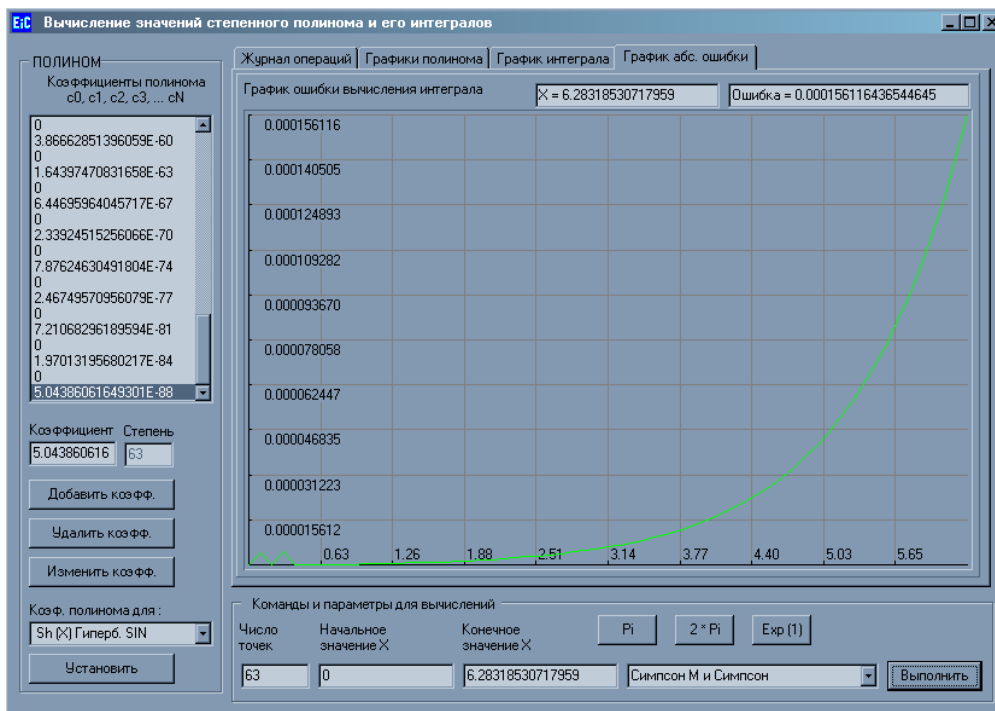 EiC Вычисление значений степенного полинома и его интегралов
ПОЛИНОМ
Коэффициенты полинома
c0, c1, c2, c3, ... cN
0
3.86662851396059E-60
0
1.64397470831658E-63
0
6.44695964045717E-67
0
2.33924515256066E-70
0
7.87624630491804E-74
0
2.46749570956079E-77
0
7.21068296189594E-81
0
1.97013195680217E-84
0
5.04386061649301E-88
Коэффициент Степень
5.043860616 63
Добавить коэфф.
Удалить коэфф.
Изменить коэфф.
Коэф. полинома для :
Sh (X) Гиперб. SIN
Установить
Журнал операций Графики полинома График интеграла График абс. ошибки
График ошибки вычисления интеграла
X = 6.28318530717959
Ошибка = 0.000156116436544645
0.000156116
0.000140505
0.000124893
0.000109282
0.000093670
0.000078058
0.000062447
0.000046835
0.000031223
0.000015612
0.63 1.26 1.88 2.51 3.14 3.77 4.40 5.03 5.65
Команды и параметры для вычислений
Число
точек
Начальное
значение X
Конечное
значение X
Pi
2 * Pi
Exp (1)
63
0
6.28318530717959
Симпсон М и Симпсон
Выполнить